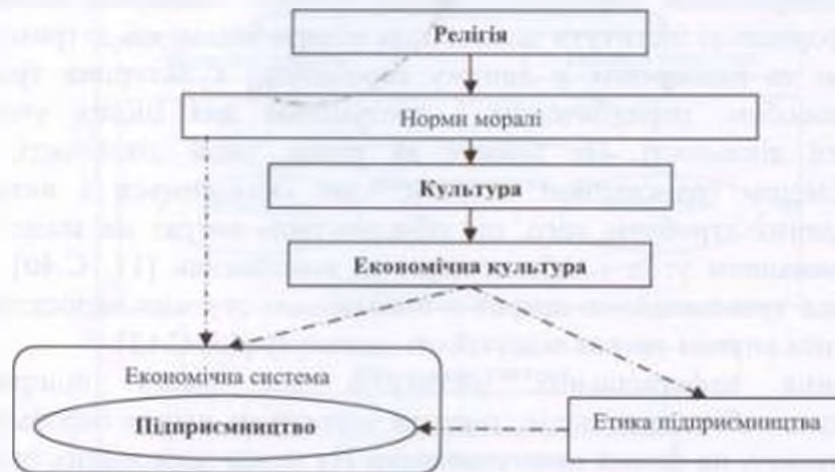 Релігія
Норми моралі
Культура
Економічна культура
Економічна система
Підприємництво
Етика підприємництва